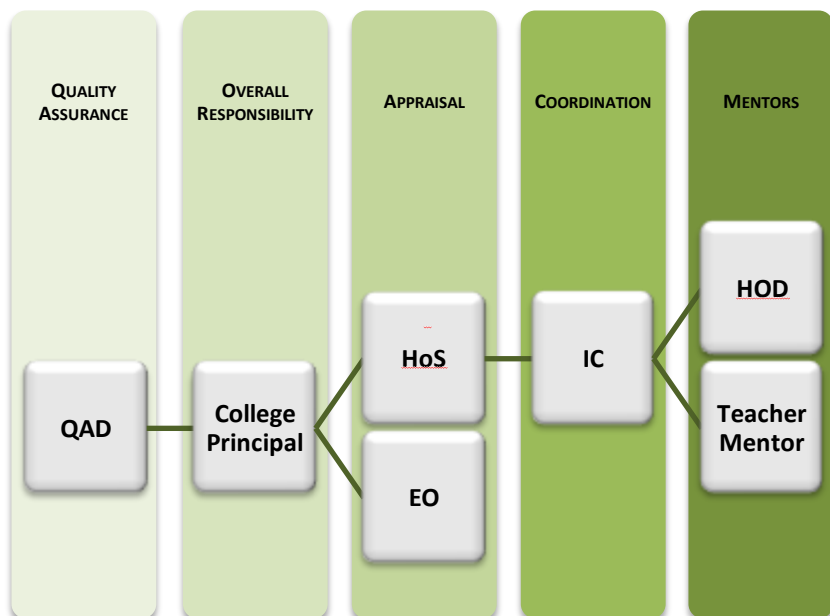 QUALITY
ASSURANCE
OVERALL
RESPONSIBILITY
APPRAISAL
COORDINATION
MENTORS
QAD
College
Principal
HoS
EO
IC
HOD
Teacher
Mentor